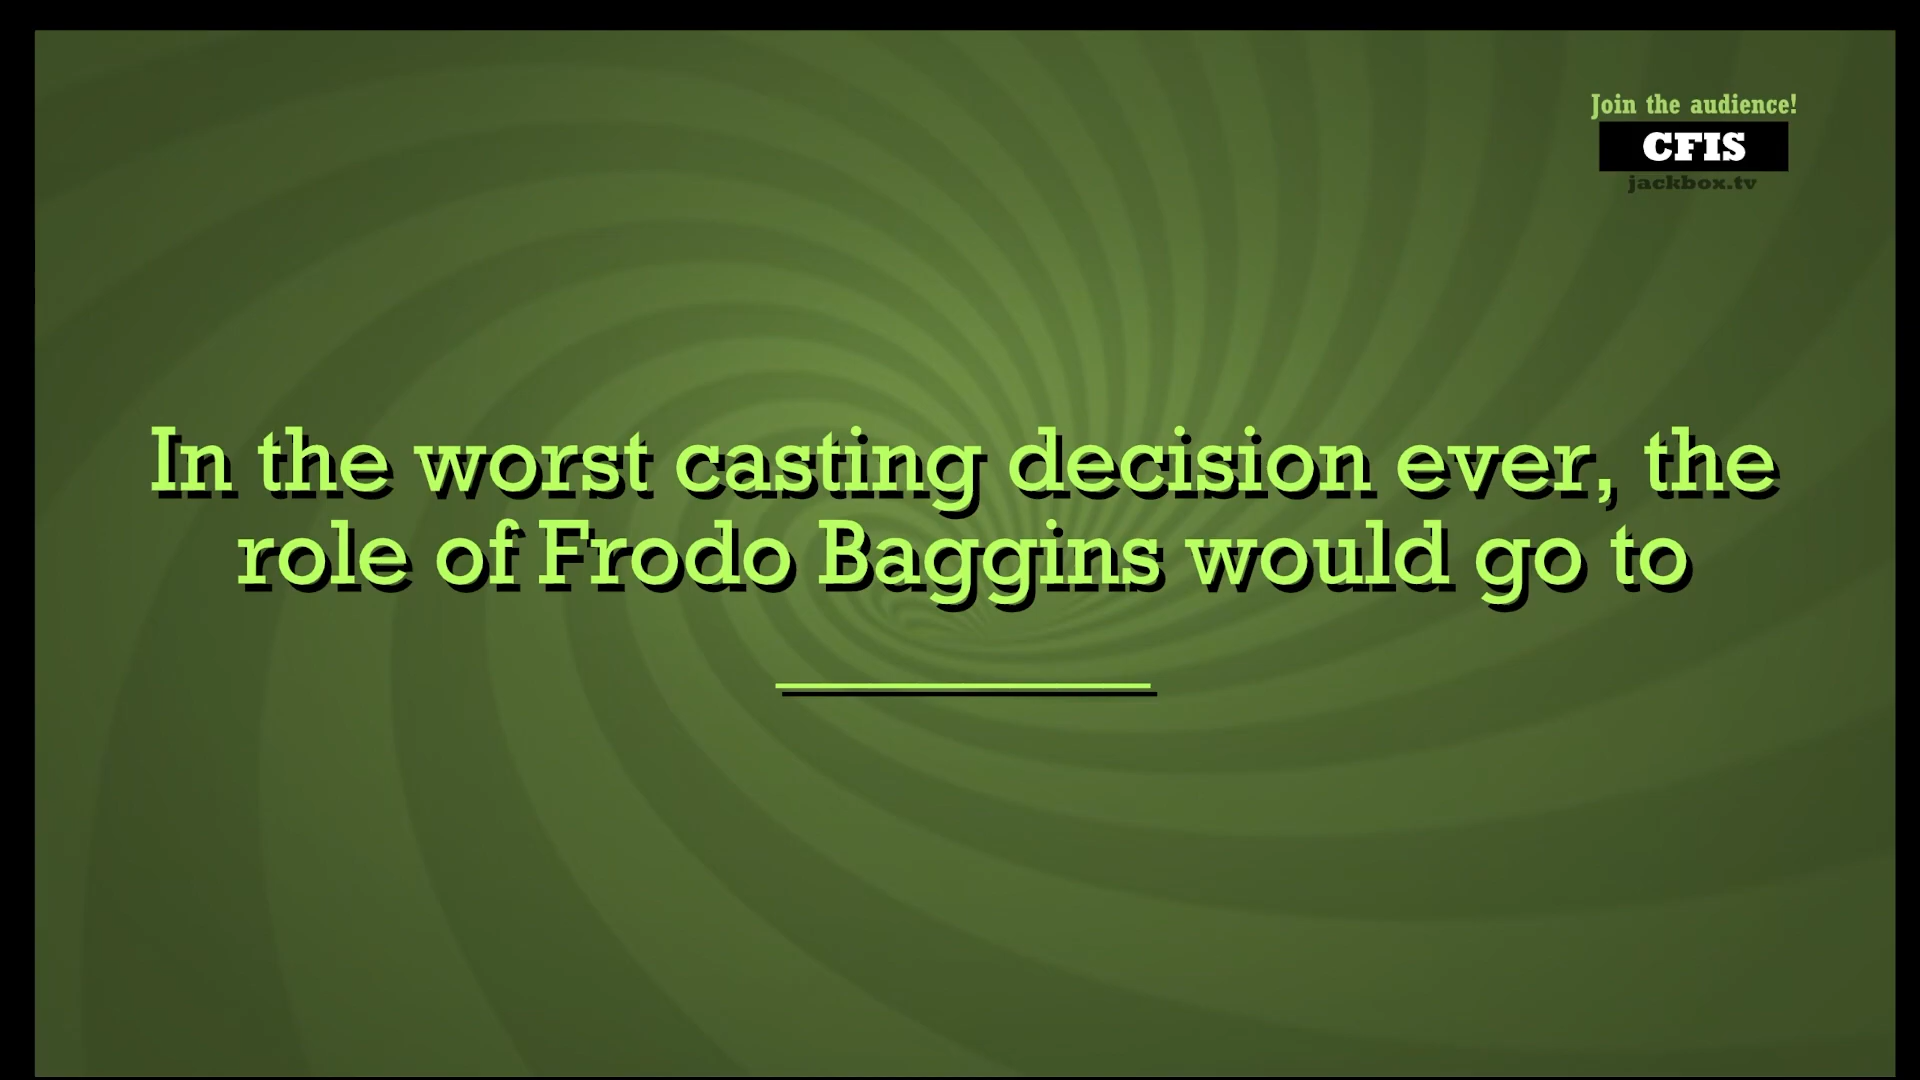 Join the audience!
CFIS
jackbox.tv
In the worst casting decision ever, the
role of Frodo Baggins would go to